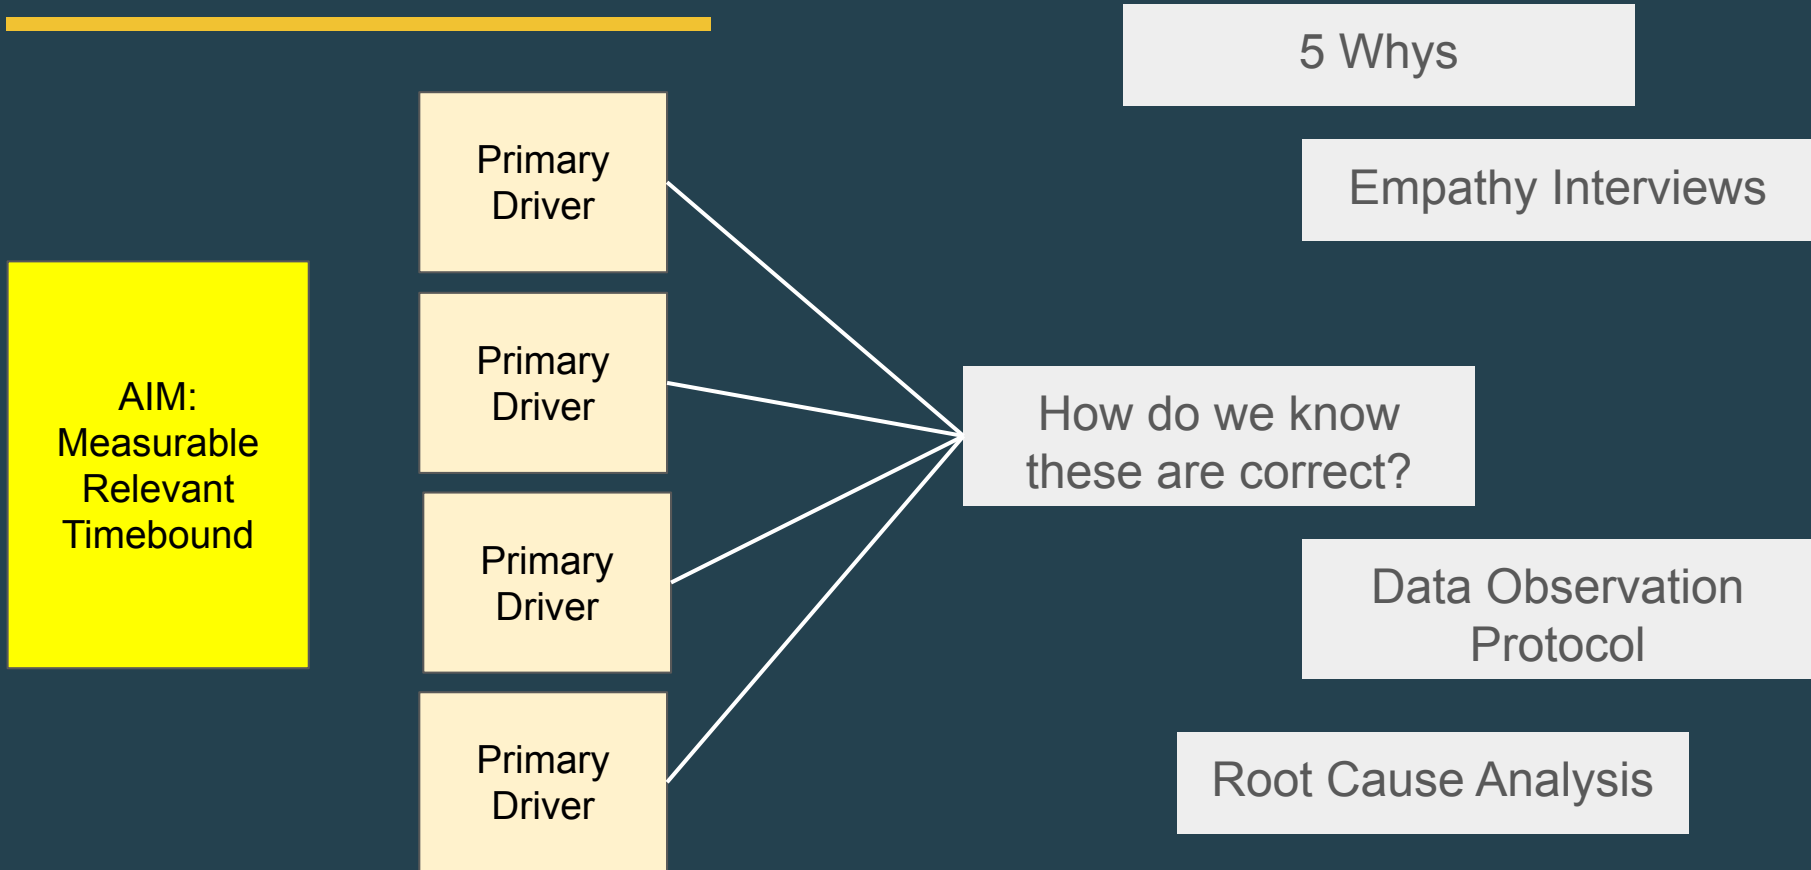 AIM:
Measurable
Relevant
Timebound
Primary
Driver
Primary
Driver
Primary
Driver
Primary
Driver
How do we know
these are correct?
5 Whys
Empathy Interviews
Data Observation
Protocol
Root Cause Analysis